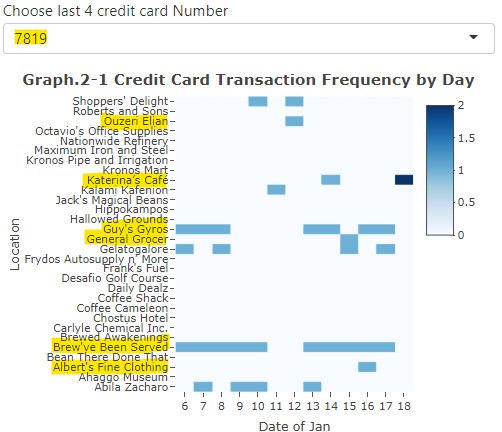 Choose last 4 credit card Number
7819
Graph.2-1 Credit Card Transaction Frequency by Day
Shoppers' Delight
Roberts and Sons
Ouzeri Elian
Octavio's Office Supplies
Nationwide Refinery
Maximum Iron and Steel
Kronos Pipe and Irrigation
Kronos Mart
Katerina's Café
Kalami Kafenion
Jack's Magical Beans
Hippokampos
Hallowed Grounds
Guy's Gyros
General Grocer
Gelatogalore
Frydos Autosupply n' More
Frank's Fuel
Desafio Golf Course
Daily Dealz
Coffee Shack
Coffee Cameleon
Chostus Hotel
Carlyle Chemical Inc.
Brewed Awakenings
Brew've Been Served
Bean There Done That
Albert's Fine Clothing
Ahaggo Museum
Abila Zacharo
Location
6 7 8 9 10 11 12 13 14 15 16 17 18
Date of Jan
2
1.5
1
0.5
0